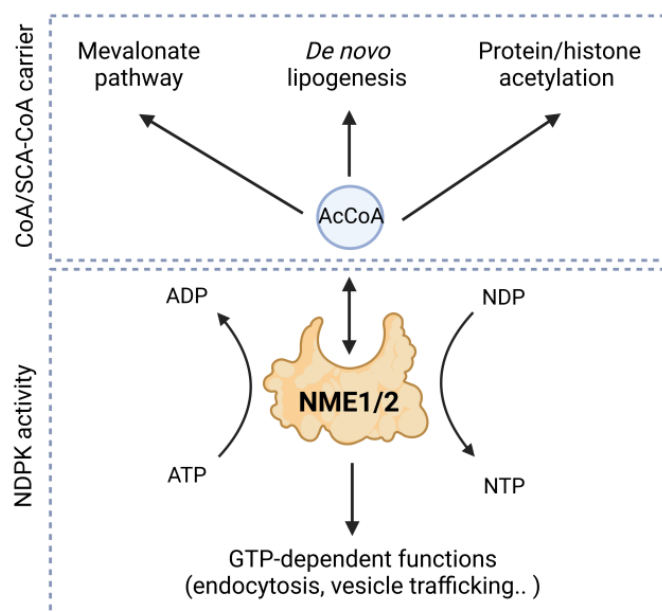 CoA/SCA-CoA carrier
Mevalonate
pathway
De novo
lipogenesis
Protein/histone
acetylation
AcCoA
NDPK activity
ADP
NDP
NME1/2
ATP
NTP
GTP-dependent functions
(endocytosis, vesicle trafficking.. )